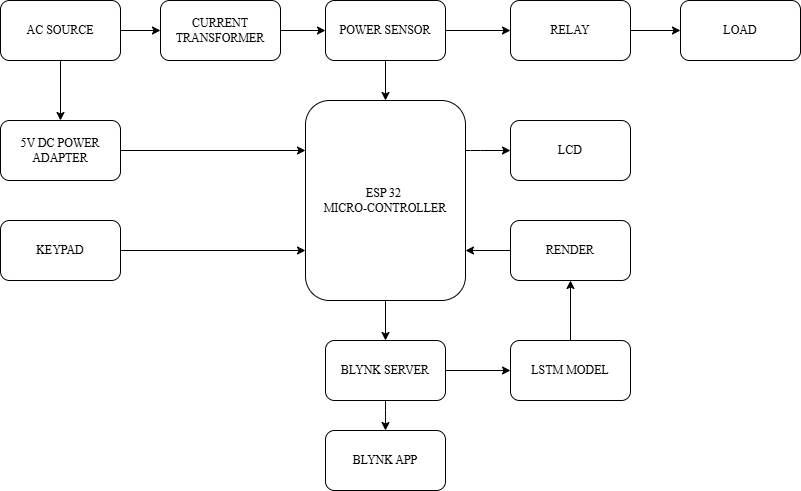 AC SOURCE
CURRENT
TRANSFORMER
POWER SENSOR
RELAY
LOAD
5V DC POWER
ADAPTER
ESP 32
MICRO-CONTROLLER
LCD
KEYPAD
RENDER
BLYNK SERVER
LSTM MODEL
BLYNK APP